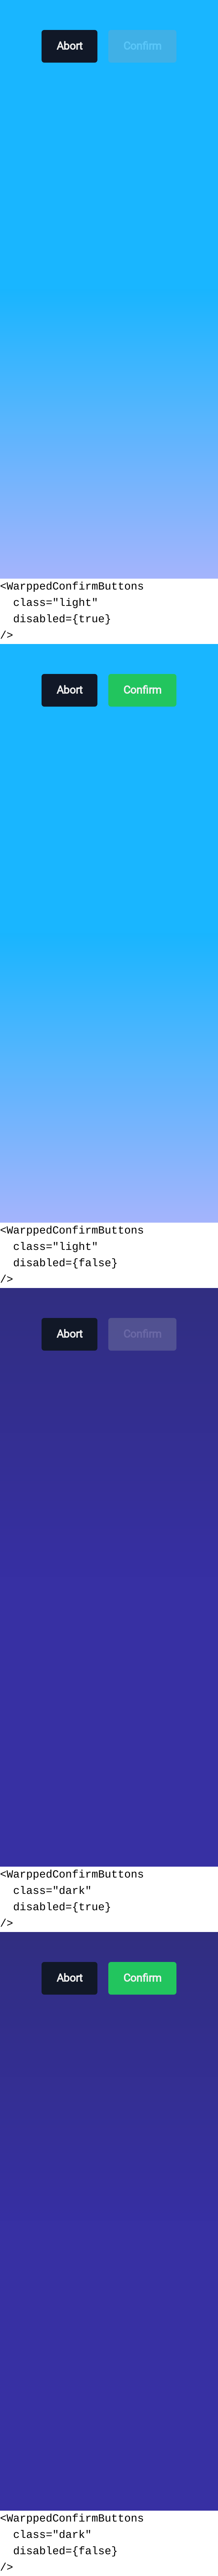 Abort Confirm
<WarppedConfirmButtons
  class="light"
  disabled={true}
/>
Abort Confirm
<WarppedConfirmButtons
  class="light"
  disabled={false}
/>
Abort Confirm
<WarppedConfirmButtons
  class="dark"
  disabled={true}
/>
Abort Confirm
<WarppedConfirmButtons
  class="dark"
  disabled={false}
/>